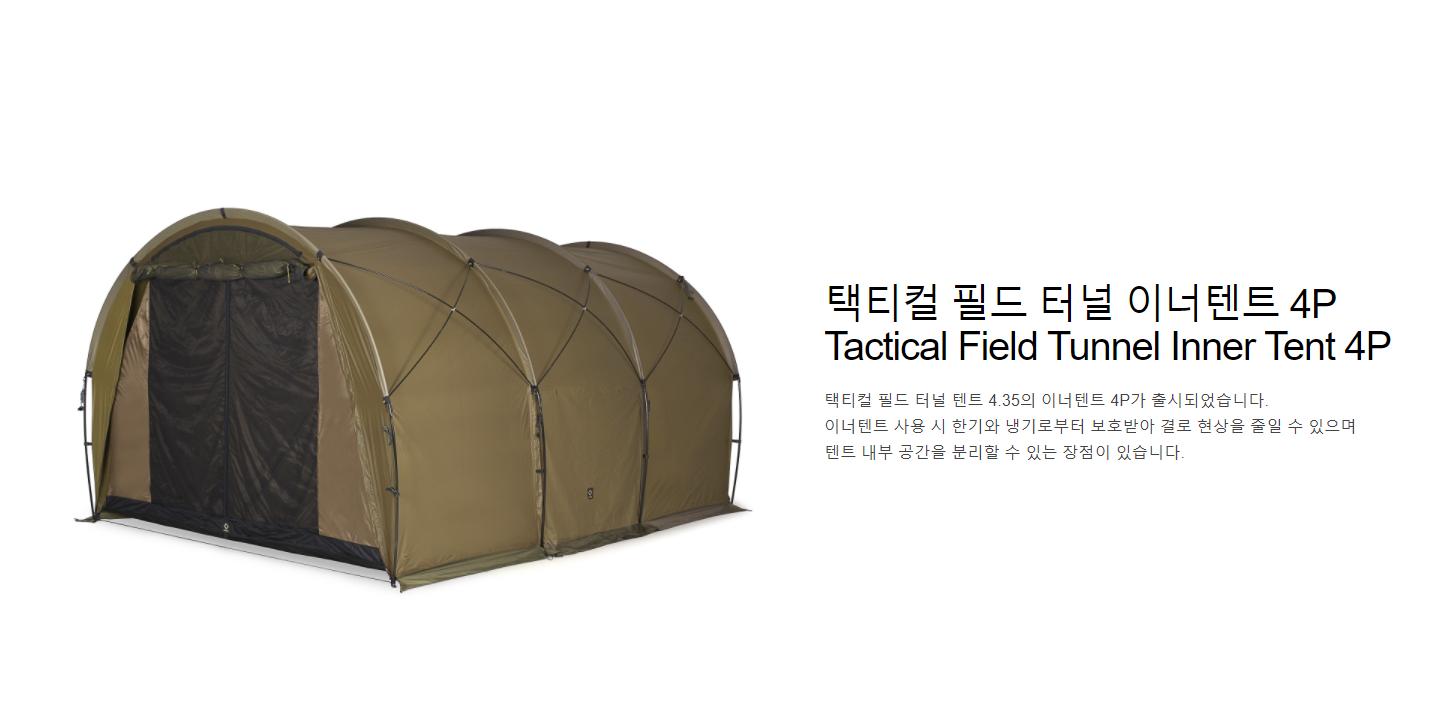 택티컬 필드 터널 이너텐트 4P
Tactical Field Tunnel Inner Tent 4P
택티컬 필드 터널 텐트 4.35의 이너텐트 4P가 출시되었습니다.
이너텐트 사용 시 한기와 냉기로부터 보호받아 결로 현상을 줄일 수 있으며
텐트 내부 공간을 분리할 수 있는 장점이 있습니다.